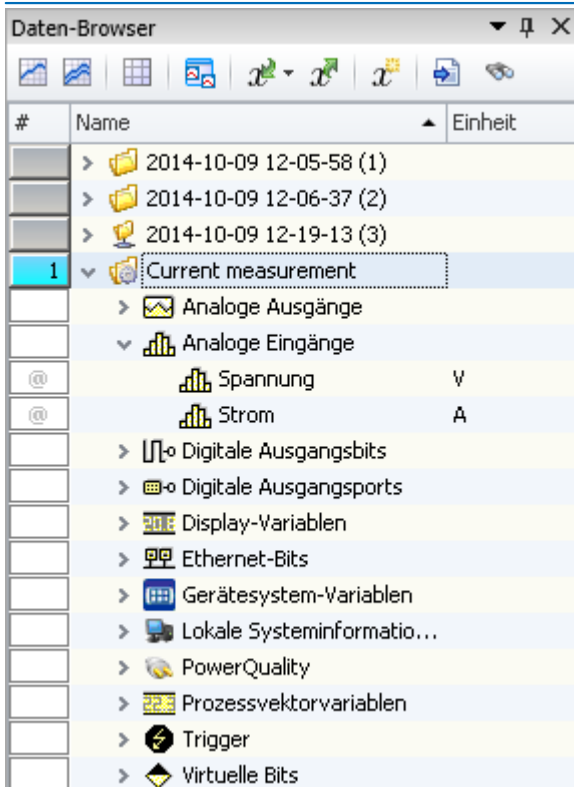 Daten-Browser
# Name Einheit
2014-10-09 12-05-58 (1)
2014-10-09 12-06-37 (2)
2014-10-09 12-19-13 (3)
1 Current measurement
Analoge Ausgänge
Analoge Eingänge
@ Spannung V
@ Strom A
Digitale Ausgangsbits
Digitale Ausgangsports
Display-Variablen
Ethernet-Bits
Gerätesystem-Variablen
Lokale Systeminformatio...
PowerQuality
Prozessvektorvariablen
Trigger
Virtuelle Bits